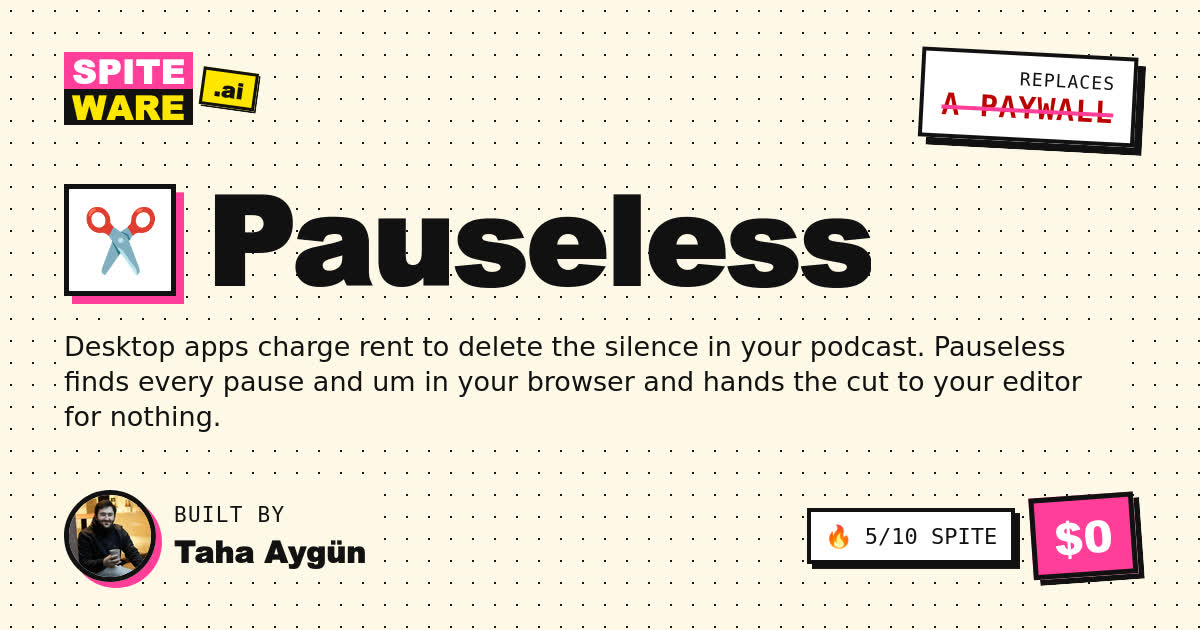 SPITE
WARE
.ai
REPLACES
A PAYWALL
Pauseless
Desktop apps charge rent to delete the silence in your podcast. Pauseless
finds every pause and um in your browser and hands the cut to your editor
for nothing.
BUILT BY
Taha Aygün
5/10 SPITE
$0